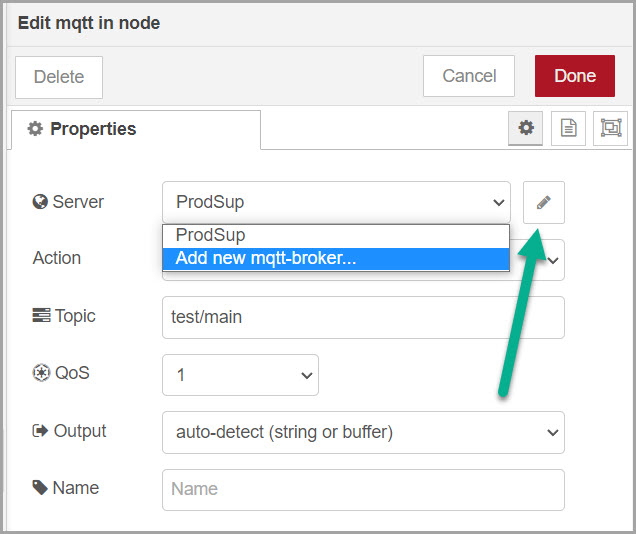 Edit mqtt in node
Delete
Cancel
Done
Properties
Server
ProdSup
ProdSup
Add new mqtt-broker...
Action
Topic
test/main
QoS
1
Output
auto-detect (string or buffer)
Name
Name